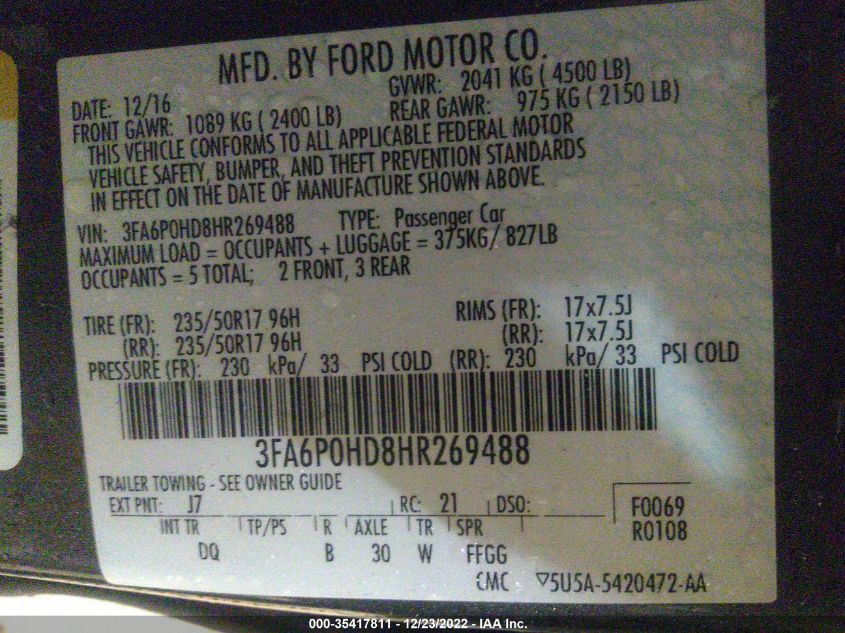 MFD. BY FORD MOTOR CO.
DATE: 12/16 GVWR: 2041 KG ( 4500 LB)
FRONT GAWR: 1089 KG ( 2400 LB) REAR GAWR: 975 KG ( 2150 LB)
THIS VEHICLE CONFORMS TO ALL APPLICABLE FEDERAL MOTOR
VEHICLE SAFETY, BUMPER, AND THEFT PREVENTION STANDARDS
IN EFFECT ON THE DATE OF MANUFACTURE SHOWN ABOVE.
VIN: 3FA6P0HD8HR269488 TYPE: Passenger Car
MAXIMUM LOAD = OCCUPANTS + LUGGAGE = 375KG/ 827LB
OCCUPANTS = 5 TOTAL; 2 FRONT, 3 REAR
TIRE (FR): 235/50R17 96H RIMS (FR): 17x7.5J
(RR): 235/50R17 96H (RR): 17x7.5J
PRESSURE (FR): 230 kPa/ 33 PSI COLD (RR): 230 kPa/ 33 PSI COLD
3FA6P0HD8HR269488
TRAILER TOWING - SEE OWNER GUIDE
EXT PNT: J7 RC: 21 DSO: F0069
INT TR TP/PS R AXLE TR SPR R0108
DQ B 30 W FFGG
CMC ▽5U5A-5420472-AA
000-35417811 - 12/23/2022 - IAA Inc.